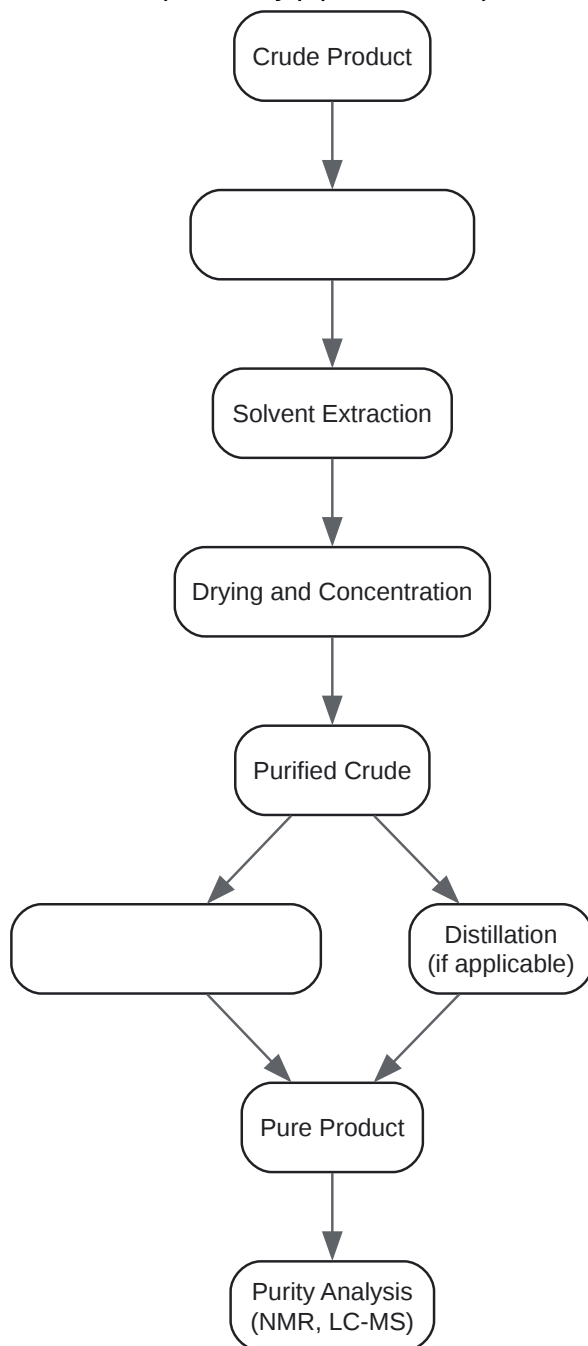 Crude Product
Solvent Extraction
Drying and Concentration
Purified Crude
Distillation
(if applicable)
Pure Product
Purity Analysis
(NMR, LC-MS)